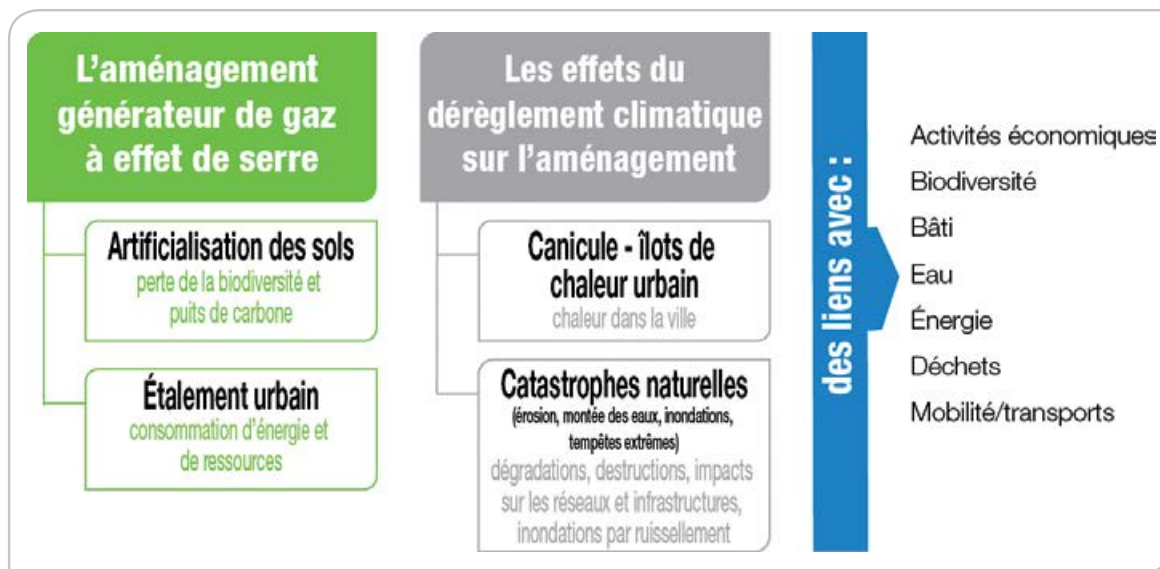 L'aménagement
générateur de gaz
à effet de serre
Artificialisation des sols
perte de la biodiversité et
puits de carbone
Étalement urbain
consommation d'énergie et
de ressources
Les effets du
dérèglement climatique
sur l'aménagement
Canicule - îlots de
chaleur urbain
chaleur dans la ville
Catastrophes naturelles
(érosion, montée des eaux, inondations,
tempêtes extrêmes)
dégradations, destructions, impacts
sur les réseaux et infrastructures,
inondations par ruissellement
des liens avec :
Activités économiques
Biodiversité
Bâti
Eau
Énergie
Déchets
Mobilité/transports